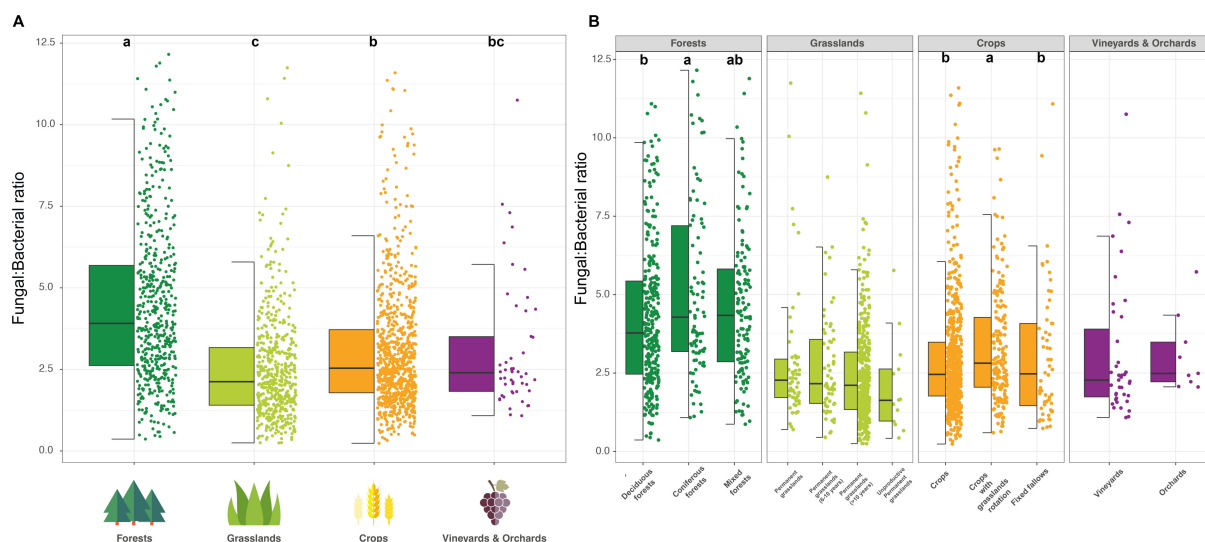 A
12.5
10.0
7.5
5.0
2.5
0.0
Fungal:Bacterial ratio
a
c
b
bc
Forests
Grasslands
Crops
Vineyards & Orchards
B
Forests
Grasslands
Crops
Vineyards & Orchards
12.5
10.0
7.5
5.0
2.5
0.0
Fungal:Bacterial ratio
b
a
ab
b
a
b
Deciduous
forests
Coniferous
forests
Mixed
forests
Permanent
grasslands
Permanent
grasslands (6-10 years)
Permanent
grasslands
(>10 years)
Unproductive
Permanent grasslands
Crops
Crops
with
grasslands
rotation
Fixed fallows
Vineyards
Orchards